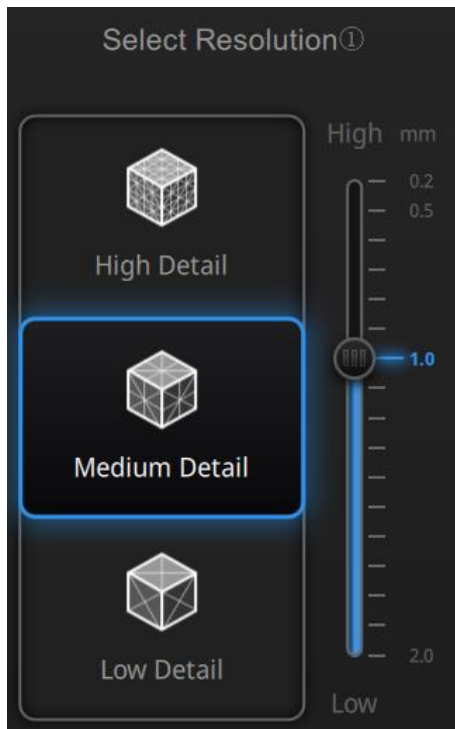 Select Resolution①
High Detail
Medium Detail
Low Detail
High mm
0.2
0.5
1.0
2.0
Low